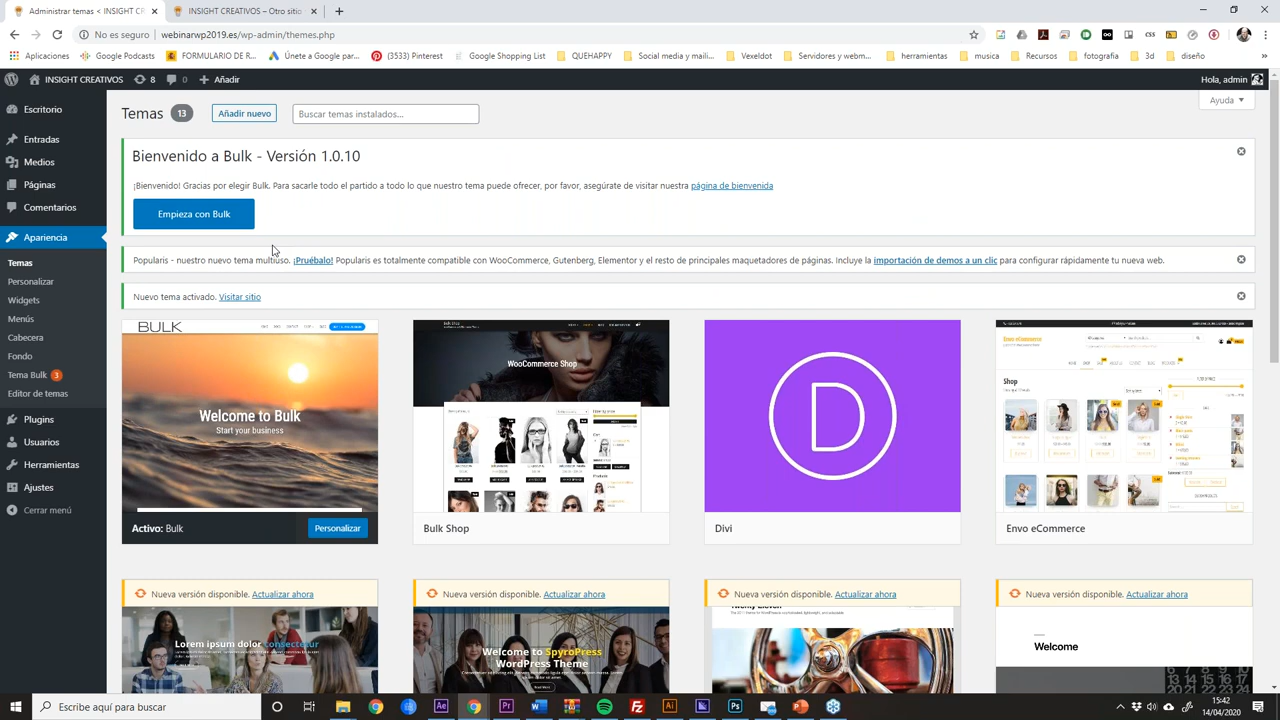 Administrar temas < INSIGHT C
INSIGHT CREATIVOS – Otro sitio
No es seguro
webinarwp2019.es/wp-admin/themes.php
Aplicaciones
Google Podcasts
FORMULARIO DE R...
Únete a Google par...
(3533) Pinterest
Google Shopping List
QUEHAPPY
Social media y maili...
Vexeldot
Servidores y webm...
herramientas
musica
Recursos
fotografia
3d
diseño
»
INSIGHT CREATIVOS
8
0
Añadir
Hola, admin
Escritorio
Entradas
Medios
Páginas
Comentarios
Apariencia
Temas
Personalizar
Widgets
Menús
Cabecera
Fondo
Tema Bulk 3
Editor de temas
Plugins
Usuarios
Herramientas
Ajustes
Cerrar menú
Temas 13
Añadir nuevo
Buscar temas instalados...
Ayuda
Bienvenido a Bulk - Versión 1.0.10
¡Bienvenido! Gracias por elegir Bulk. Para sacarle todo el partido a todo lo que nuestro tema puede ofrecer, por favor, asegúrate de visitar nuestra página de bienvenida
Empieza con Bulk
Popularis - nuestro nuevo tema multiuso. ¡Pruébalo! Popularis es totalmente compatible con WooCommerce, Gutenberg, Elementor y el resto de principales maquetadores de páginas. Incluye la importación de demos a un clic para configurar rápidamente tu nueva web.
Nuevo tema activado. Visitar sitio
BULK
Welcome to Bulk
Start your business
Activo: Bulk
Personalizar
WooCommerce Shop
Bulk Shop
D
Divi
Shop
Envo eCommerce
Nueva versión disponible. Actualizar ahora
Lorem ipsum dolor consectetur
Nueva versión disponible. Actualizar ahora
Welcome to SpyroPress
WordPress Theme
Nueva versión disponible. Actualizar ahora
Twenty Eleven
Nueva versión disponible. Actualizar ahora
Welcome
Escribe aquí para buscar
15:42
14/04/2020